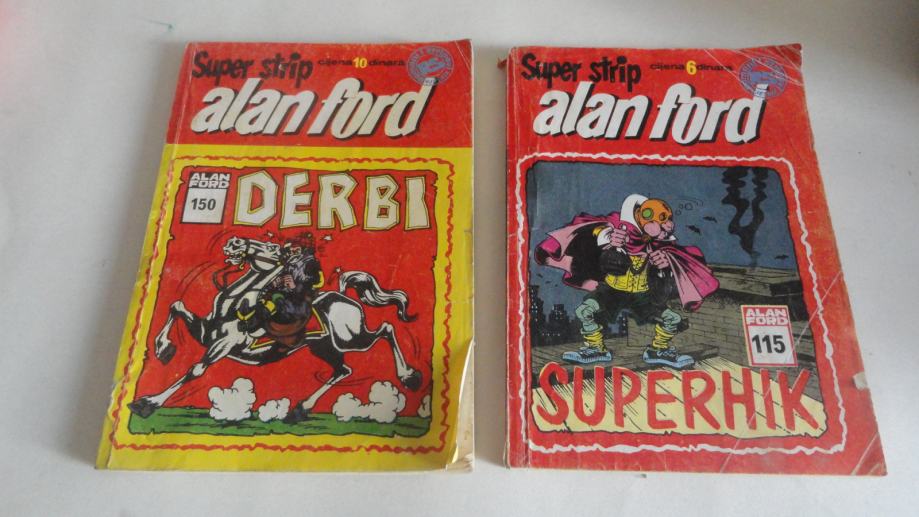 Super strip cijena 10 dinara
alan ford
ALAN
FORD
150
DERBI
Super strip cijena 6 dinara
alan ford
ALAN
FORD
115
SUPERHIK